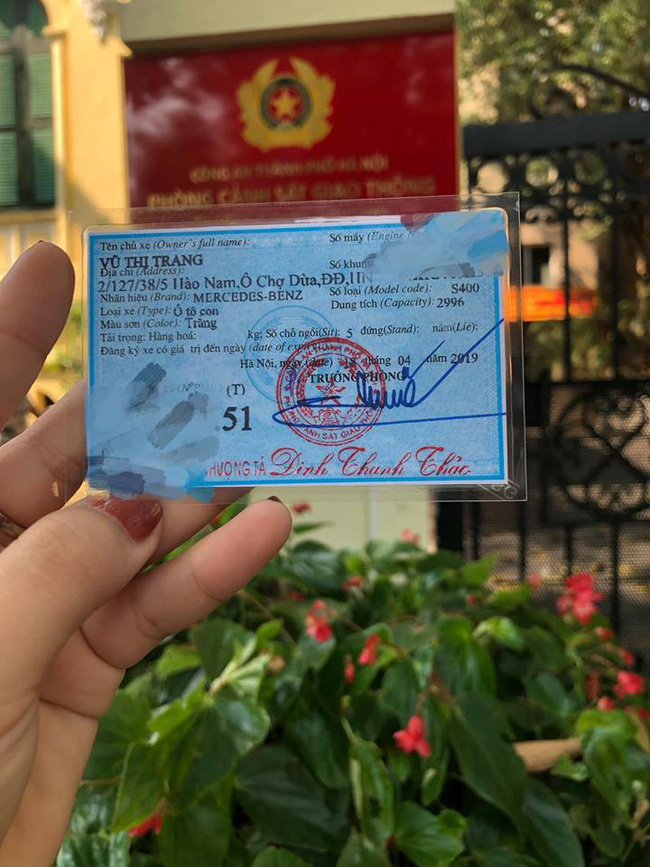 CÔNG AN THÀNH PHỐ HÀ NỘI
PHÒNG CẢNH SÁT GIAO THÔNG
Tên chủ xe (Owner's full name):
VŨ THỊ TRANG
Số máy (Engine
Địa chỉ (Address):
Số khung
2/127/38/5 Hào Nam,Ô Chợ Dừa,ĐĐ,HN
Nhãn hiệu (Brand): MERCEDES-BENZ
Số loại (Model code): S400
Loại xe (Type): Ô tô con
Dung tích (Capacity): 2996
Màu sơn (Color): Trắng
Tải trọng: Hàng hoá: kg; Số chỗ ngồi(Sit): 5 đứng(Stand): nằm(Lie):
Đăng ký xe có giá trị đến ngày (date of
Hà Nội, ngày (date) tháng 04 năm 2019
TRƯỞNG PHÒNG
(T)
51
THƯỢNG TÁ Đinh Thanh Thảo